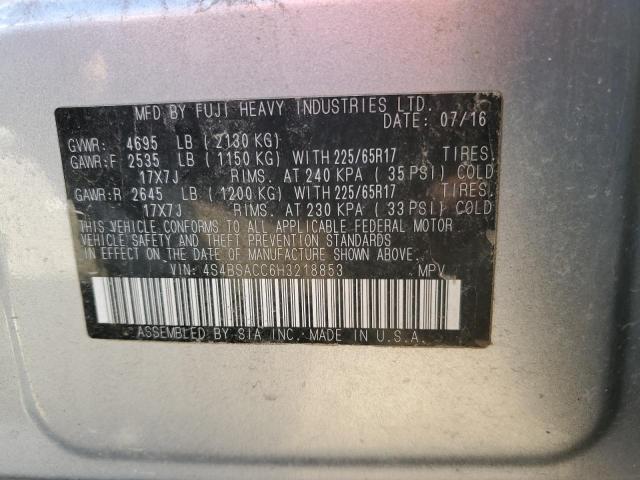 MFD BY FUJI HEAVY INDUSTRIES LTD.
DATE: 07/16
GVWR: 4695 LB (2130 KG)
GAWR:F 2535 LB (1150 KG) WITH 225/65R17 TIRES,
17X7J RIMS, AT 240 KPA (35 PSI) COLD
GAWR:R 2645 LB (1200 KG) WITH 225/65R17 TIRES,
17X7J RIMS, AT 230 KPA (33 PSI) COLD
THIS VEHICLE CONFORMS TO ALL APPLICABLE FEDERAL MOTOR
VEHICLE SAFETY AND THEFT PREVENTION STANDARDS
IN EFFECT ON THE DATE OF MANUFACTURE SHOWN ABOVE.
VIN: 4S4BSACC6H3218853 MPV
ASSEMBLED BY SIA INC. MADE IN U.S.A.